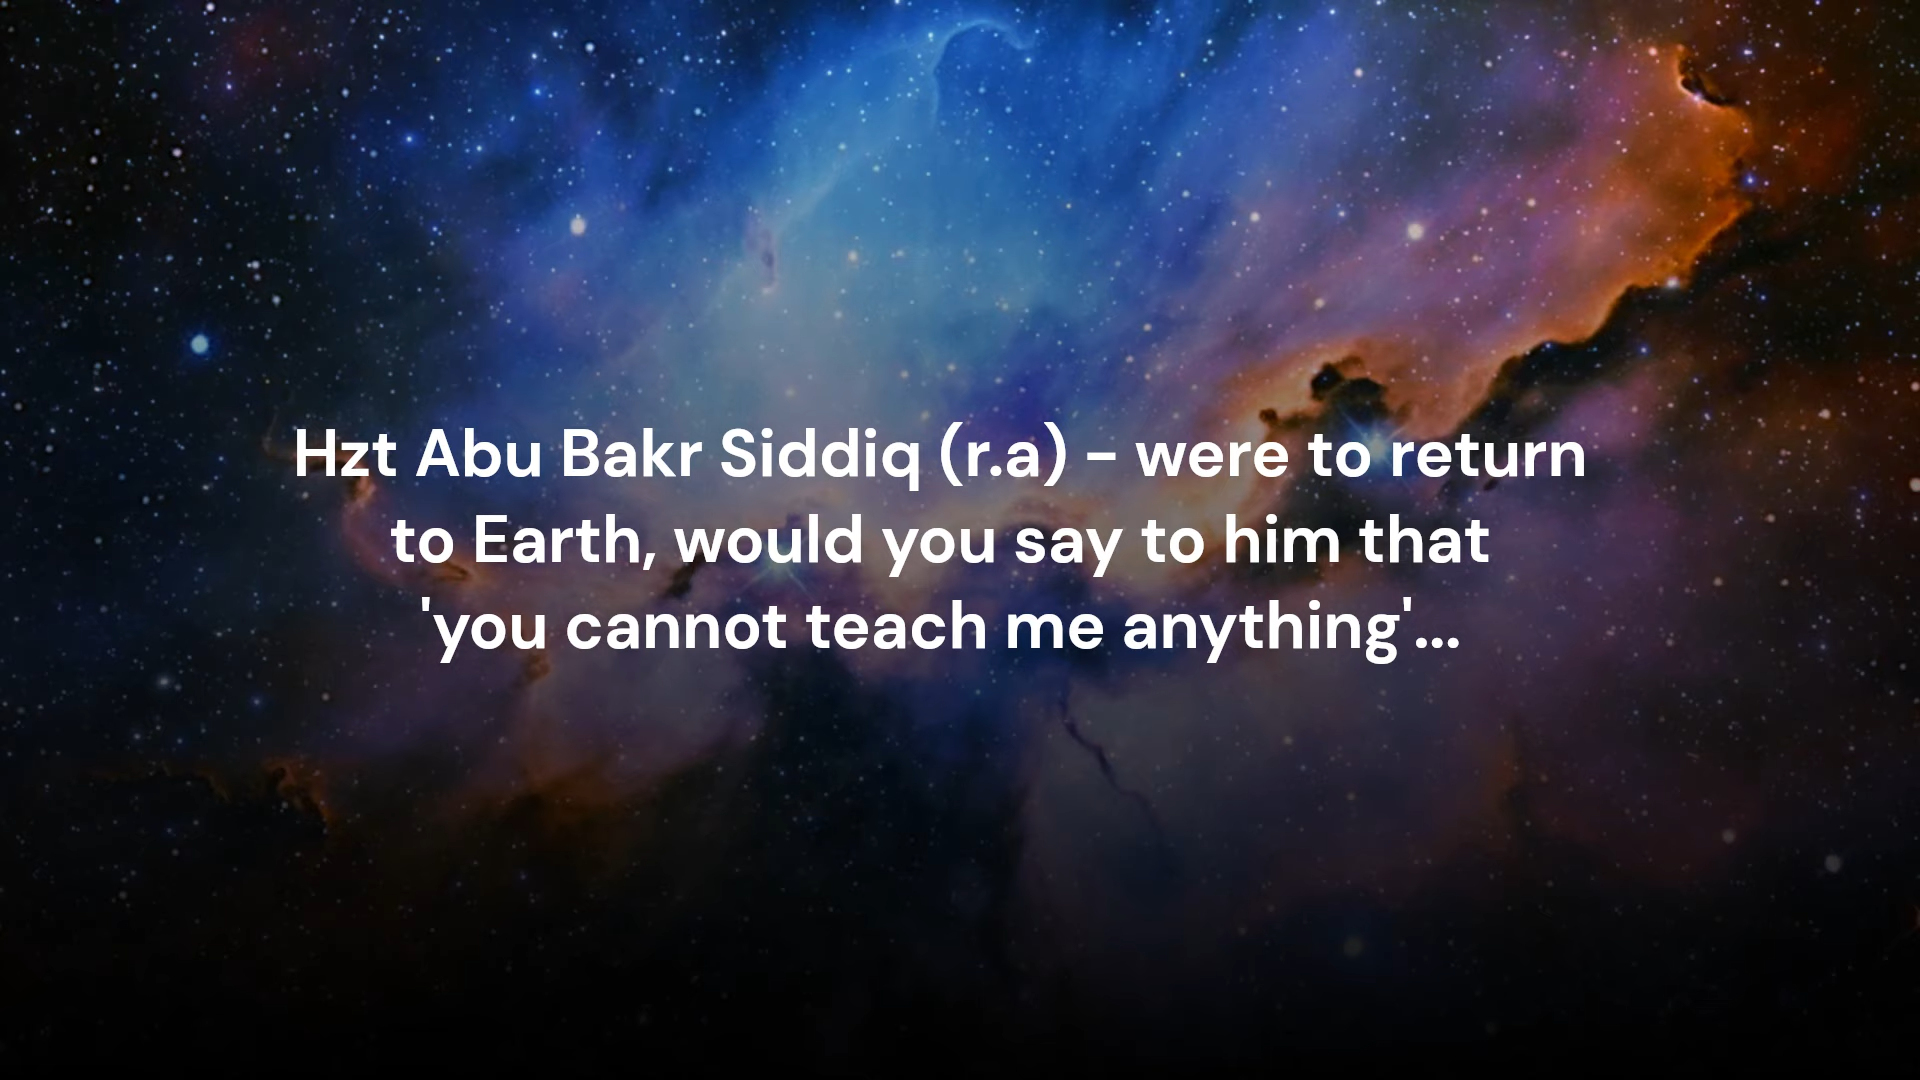 Hzt Abu Bakr Siddiq (r.a) - were to return
to Earth, would you say to him that
'you cannot teach me anything'...